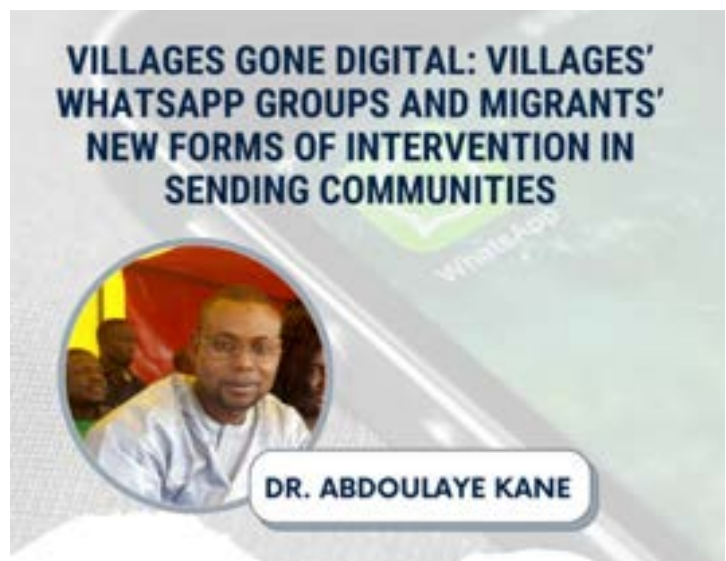 VILLAGES GONE DIGITAL: VILLAGES'
WHATSAPP GROUPS AND MIGRANTS'
NEW FORMS OF INTERVENTION IN
SENDING COMMUNITIES
WhatsApp
DR. ABDOULAYE KANE